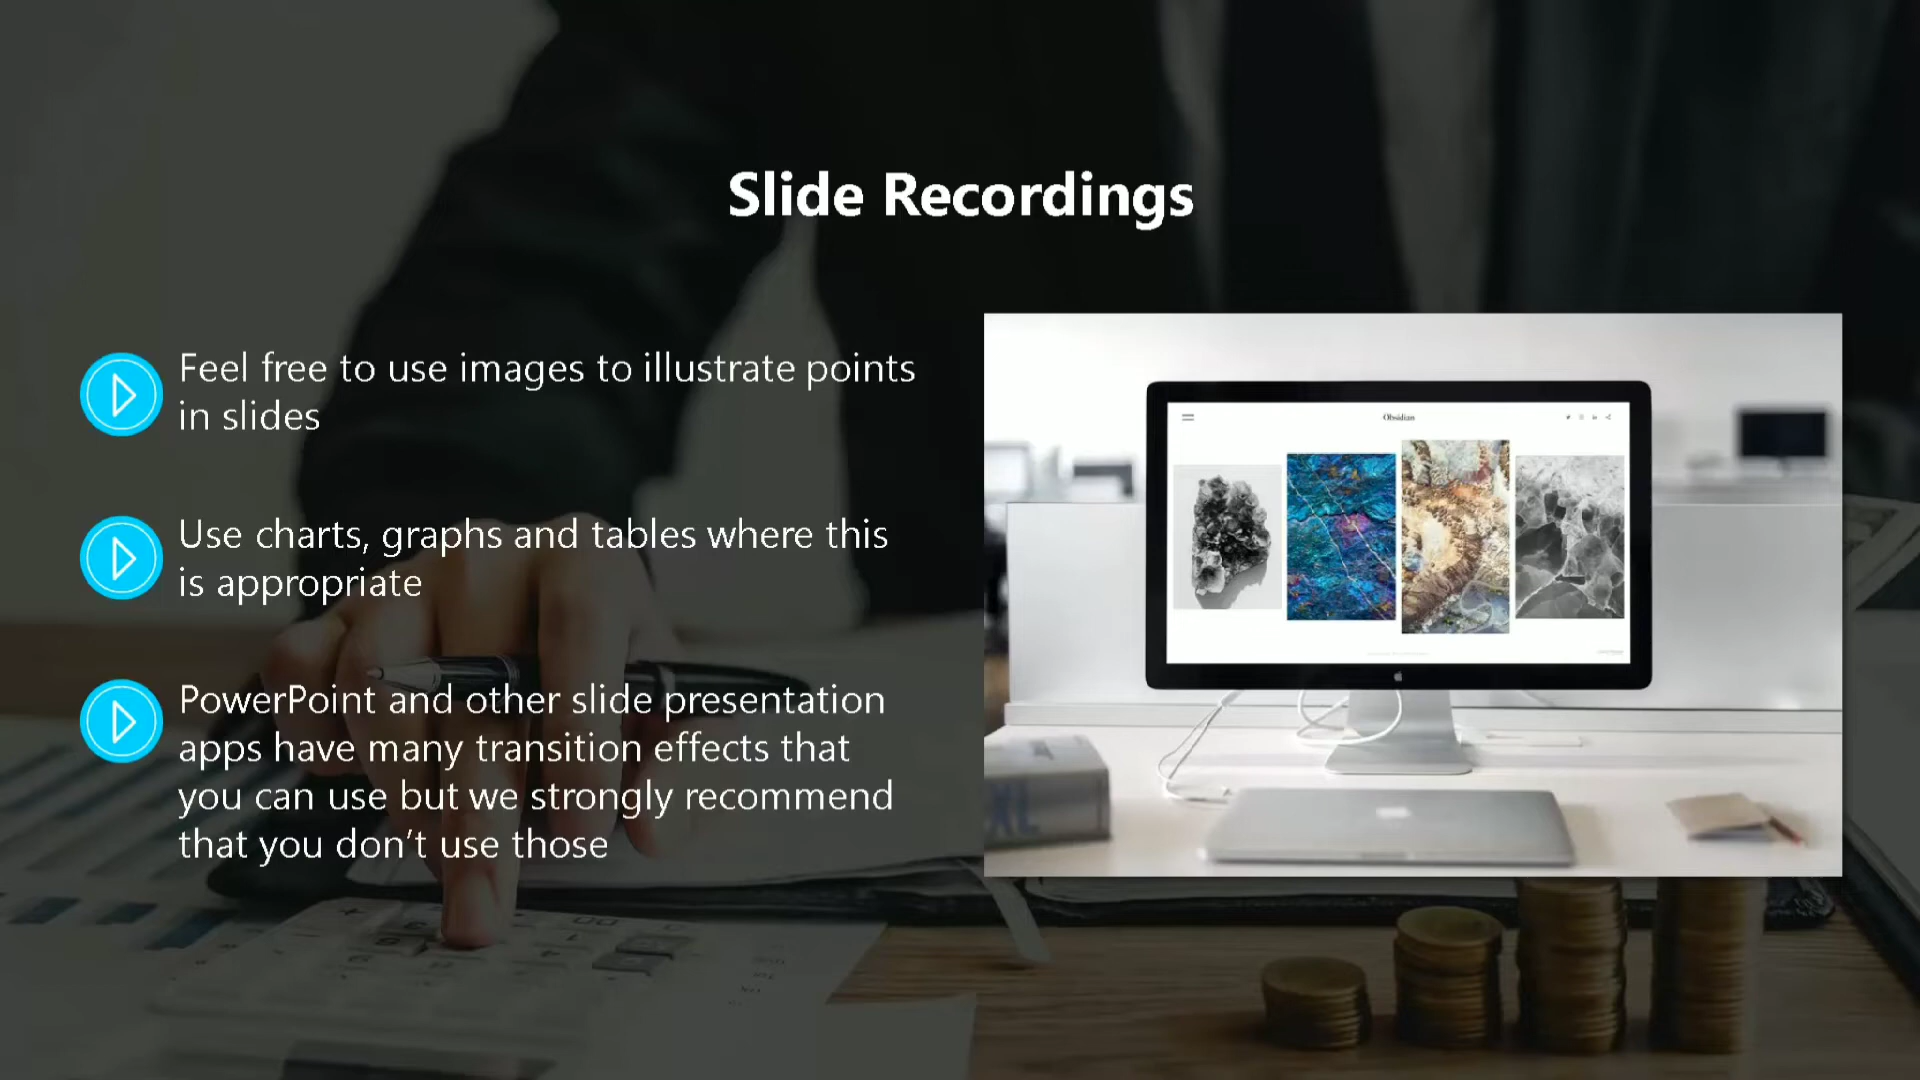 Slide Recordings
Feel free to use images to illustrate points
in slides
Use charts, graphs and tables where this
is appropriate
PowerPoint and other slide presentation
apps have many transition effects that
you can use but we strongly recommend
that you don’t use those
Obsidian
XL